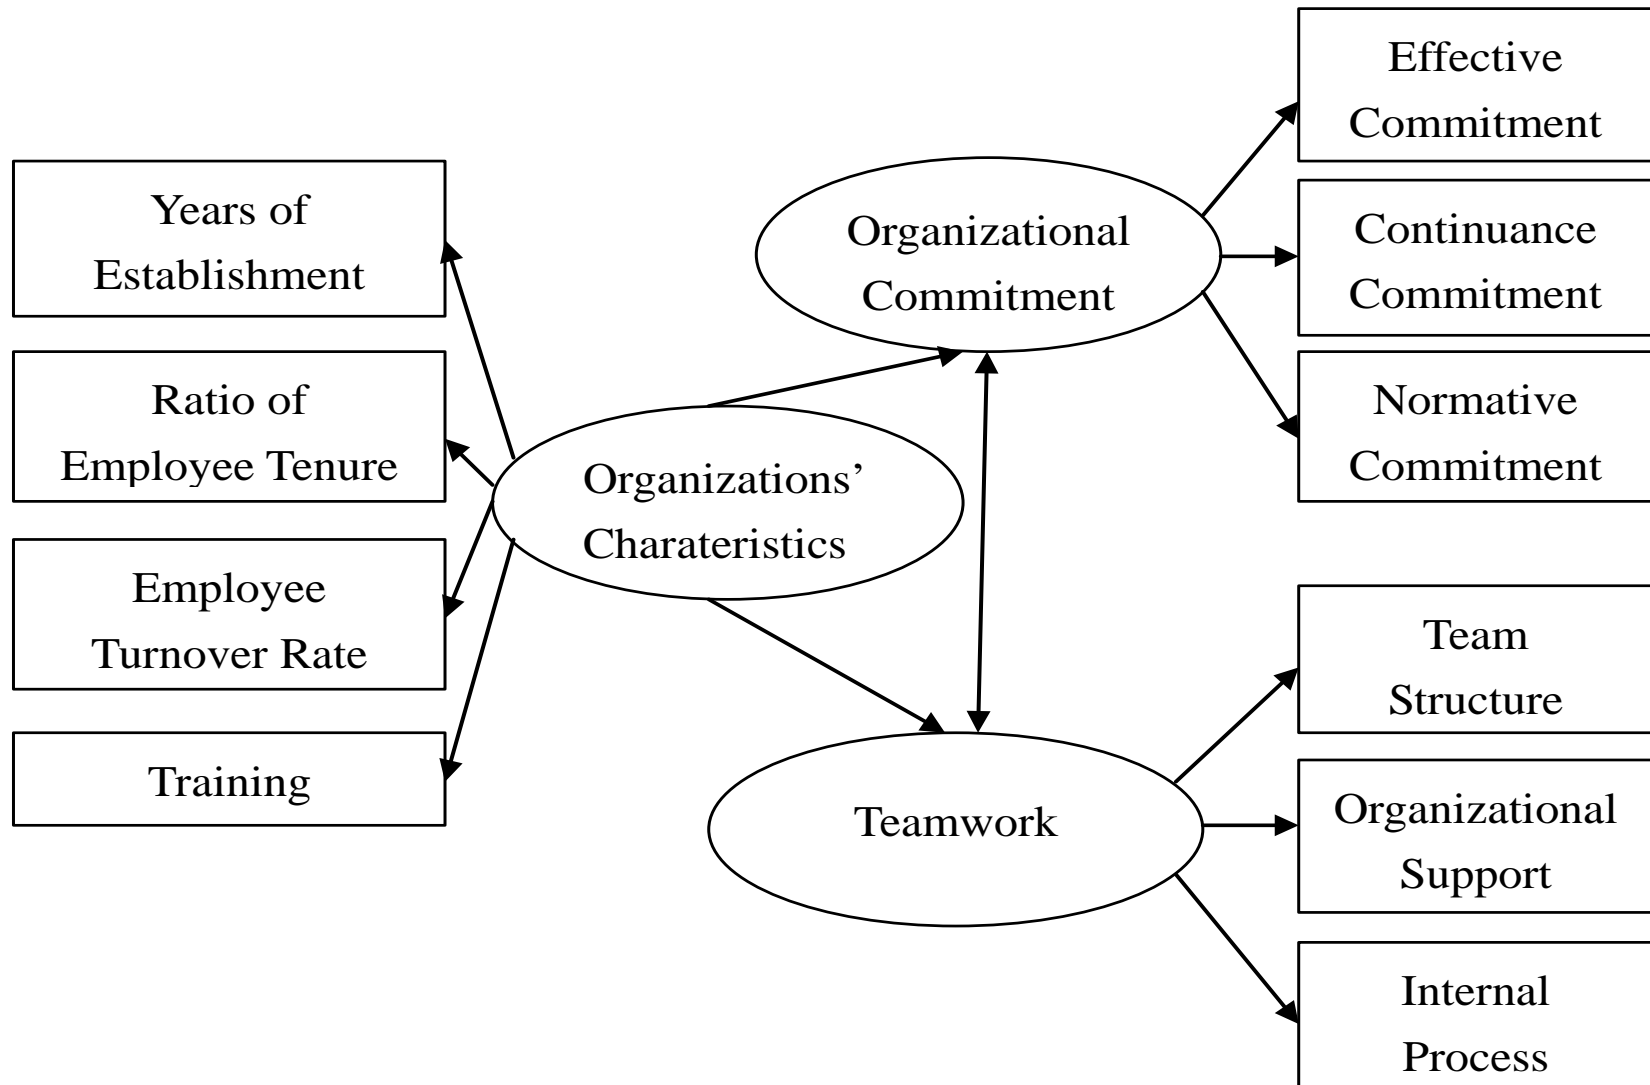 Effective
Commitment
Years of
Establishment
Organizational
Commitment
Continuance
Commitment
Ratio of
Employee Tenure
Normative
Commitment
Organizations’
Charateristics
Employee
Turnover Rate
Team
Structure
Training
Teamwork
Organizational
Support
Internal
Process